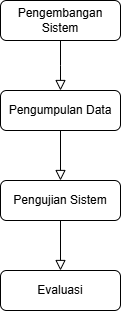 Pengembangan
Sistem
Pengumpulan Data
Pengujian Sistem
Evaluasi